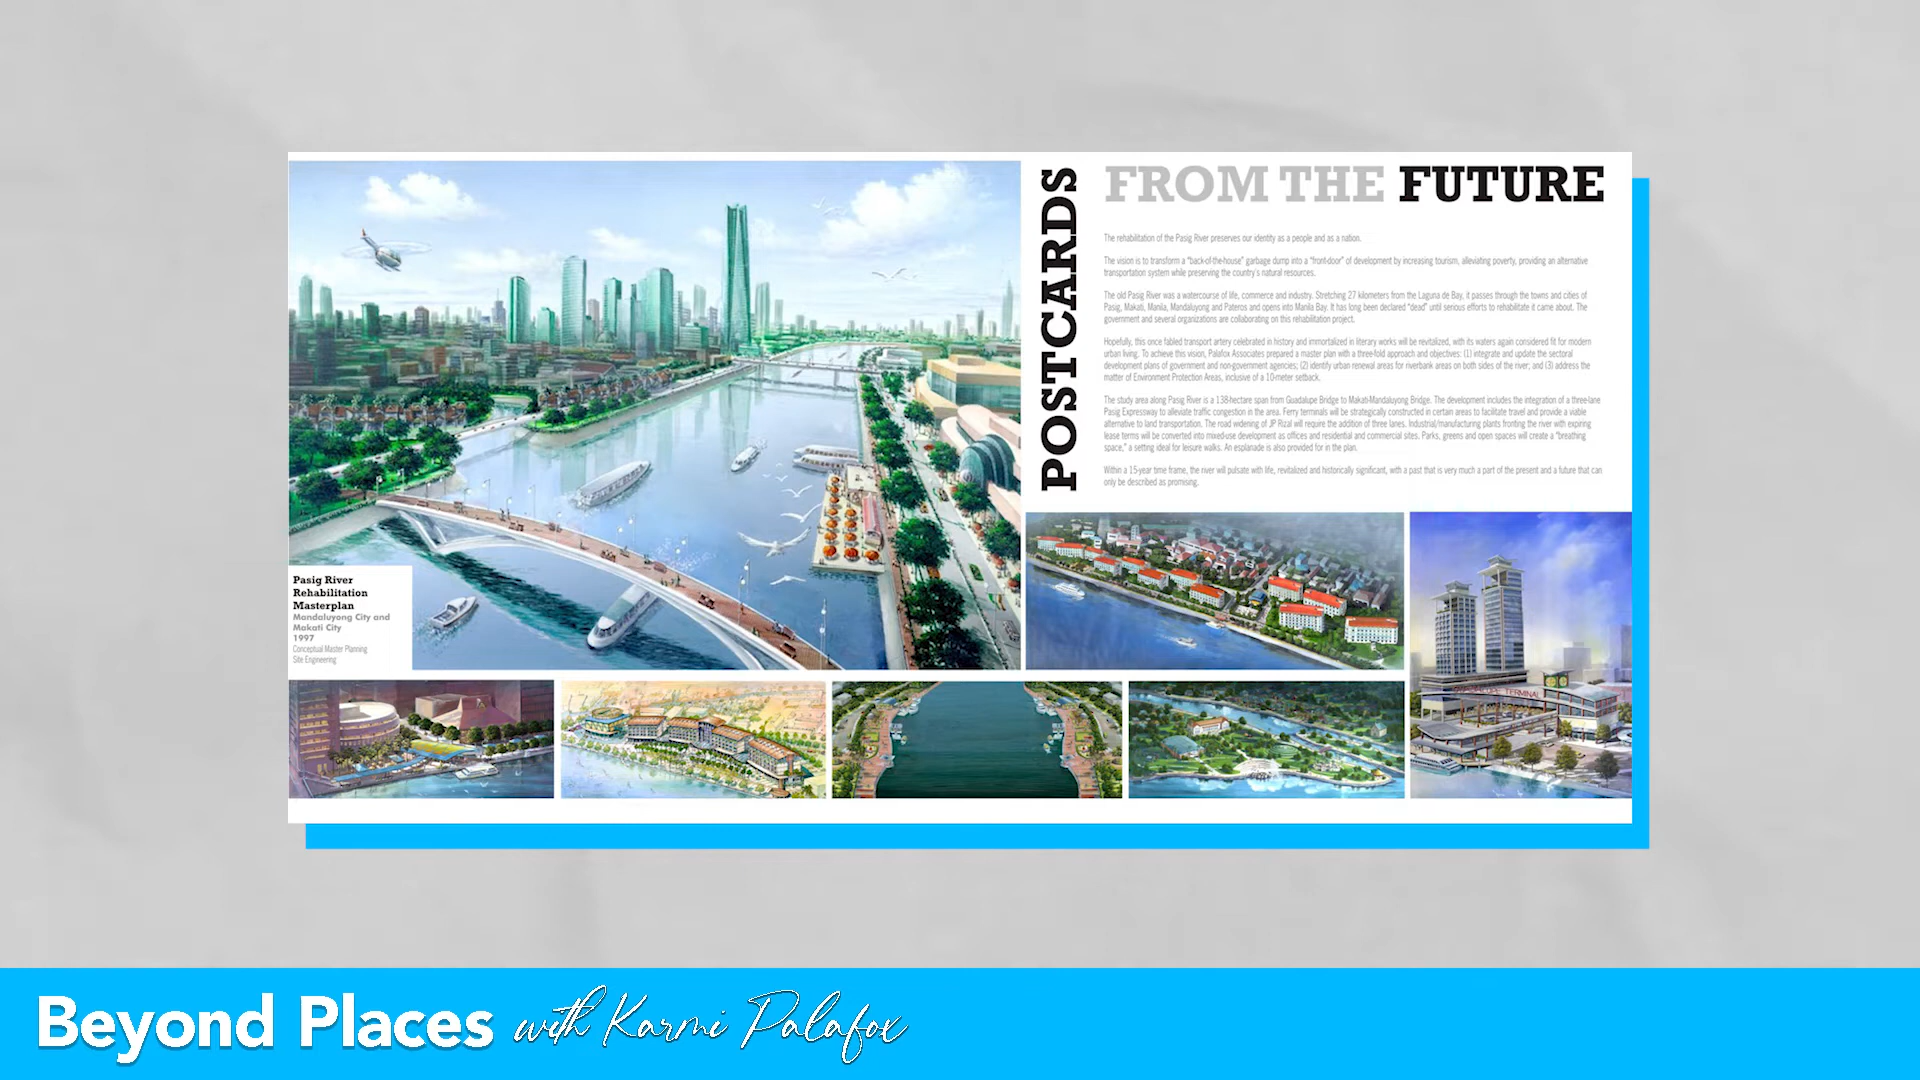 POSTCARDS
FROM THE FUTURE
The rehabilitation of the Pasig River preserves our identity as a people and as a nation.
The vision is to transform a "back-of-the-house" garbage dump into a "front-door" of development by increasing tourism, alleviating poverty, providing an alternative
transportation system while preserving the country's natural resources.
The old Pasig River was a watercourse of life, commerce and industry. Stretching 27 kilometers from the Laguna de Bay, it passes through the towns and cities of
Pasig, Makati, Manila, Mandaluyong and Pateros and opens into Manila Bay. It has long been declared "dead" until serious efforts to rehabilitate it came about. The
government and several organizations are collaborating on this rehabilitation project.
Hopefully, this once fabled transport artery celebrated in history and immortalized in literary works will be revitalized, with its waters again considered fit for modern
urban living. To achieve this vision, Palafox Associates prepared a master plan with a three-fold approach and objectives: (1) integrate and update the sectoral
development plans of government and non-government agencies; (2) identify urban renewal areas for riverbank areas on both sides of the river; and (3) address the
matter of Environment Protection Areas, inclusive of a 10-meter setback.
The study area along Pasig River is a 138-hectare span from Guadalupe Bridge to Makati-Mandaluyong Bridge. The development includes the integration of a three-lane
Pasig Expressway to alleviate traffic congestion in the area. Ferry terminals will be strategically constructed in certain areas to facilitate travel and provide a viable
alternative to land transportation. The road widening of JP Rizal will require the addition of three lanes. Industrial/manufacturing plants fronting the river with expiring
lease terms will be converted into mixed-use development as offices and residential and commercial sites. Parks, greens and open spaces will create a "breathing
space," a setting ideal for leisure walks. An esplanade is also provided for in the plan.
Within a 15-year time frame, the river will pulsate with life, revitalized and historically significant, with a past that is very much a part of the present and a future that can
only be described as promising.
Pasig River
Rehabilitation
Masterplan
Mandaluyong City and
Makati City
1997
Conceptual Master Planning
Site Engineering
TERMINAL
Beyond Places with Karmi Palafox